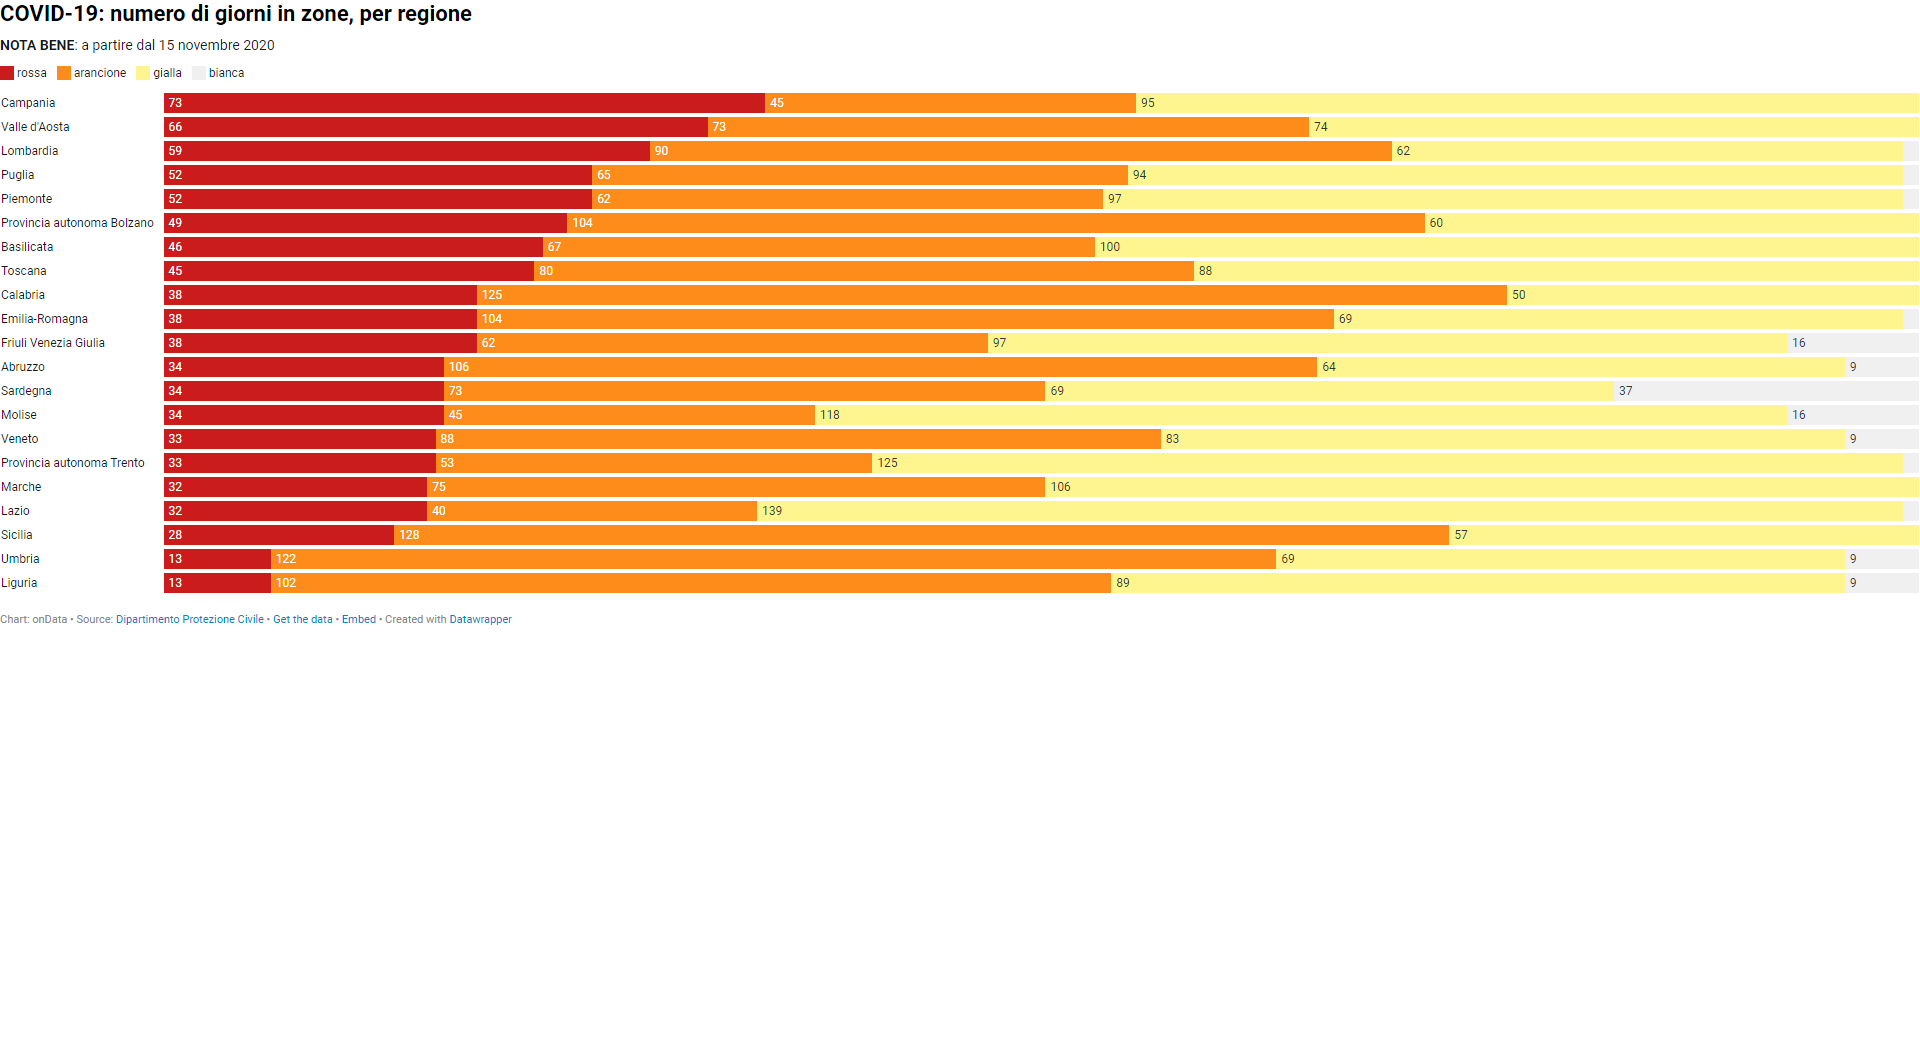 COVID-19: numero di giorni in zone, per regione
NOTA BENE: a partire dal 15 novembre 2020
rossa arancione gialla bianca
Campania 73 45 95
Valle d'Aosta 66 73 74
Lombardia 59 90 62
Puglia 52 65 94
Piemonte 52 62 97
Provincia autonoma Bolzano 49 104 60
Basilicata 46 67 100
Toscana 45 80 88
Calabria 38 125 50
Emilia-Romagna 38 104 69
Friuli Venezia Giulia 38 62 97 16
Abruzzo 34 106 64 9
Sardegna 34 73 69 37
Molise 34 45 118 16
Veneto 33 88 83 9
Provincia autonoma Trento 33 53 125
Marche 32 75 106
Lazio 32 40 139
Sicilia 28 128 57
Umbria 13 122 69 9
Liguria 13 102 89 9
Chart: onData • Source: Dipartimento Protezione Civile • Get the data • Embed • Created with Datawrapper